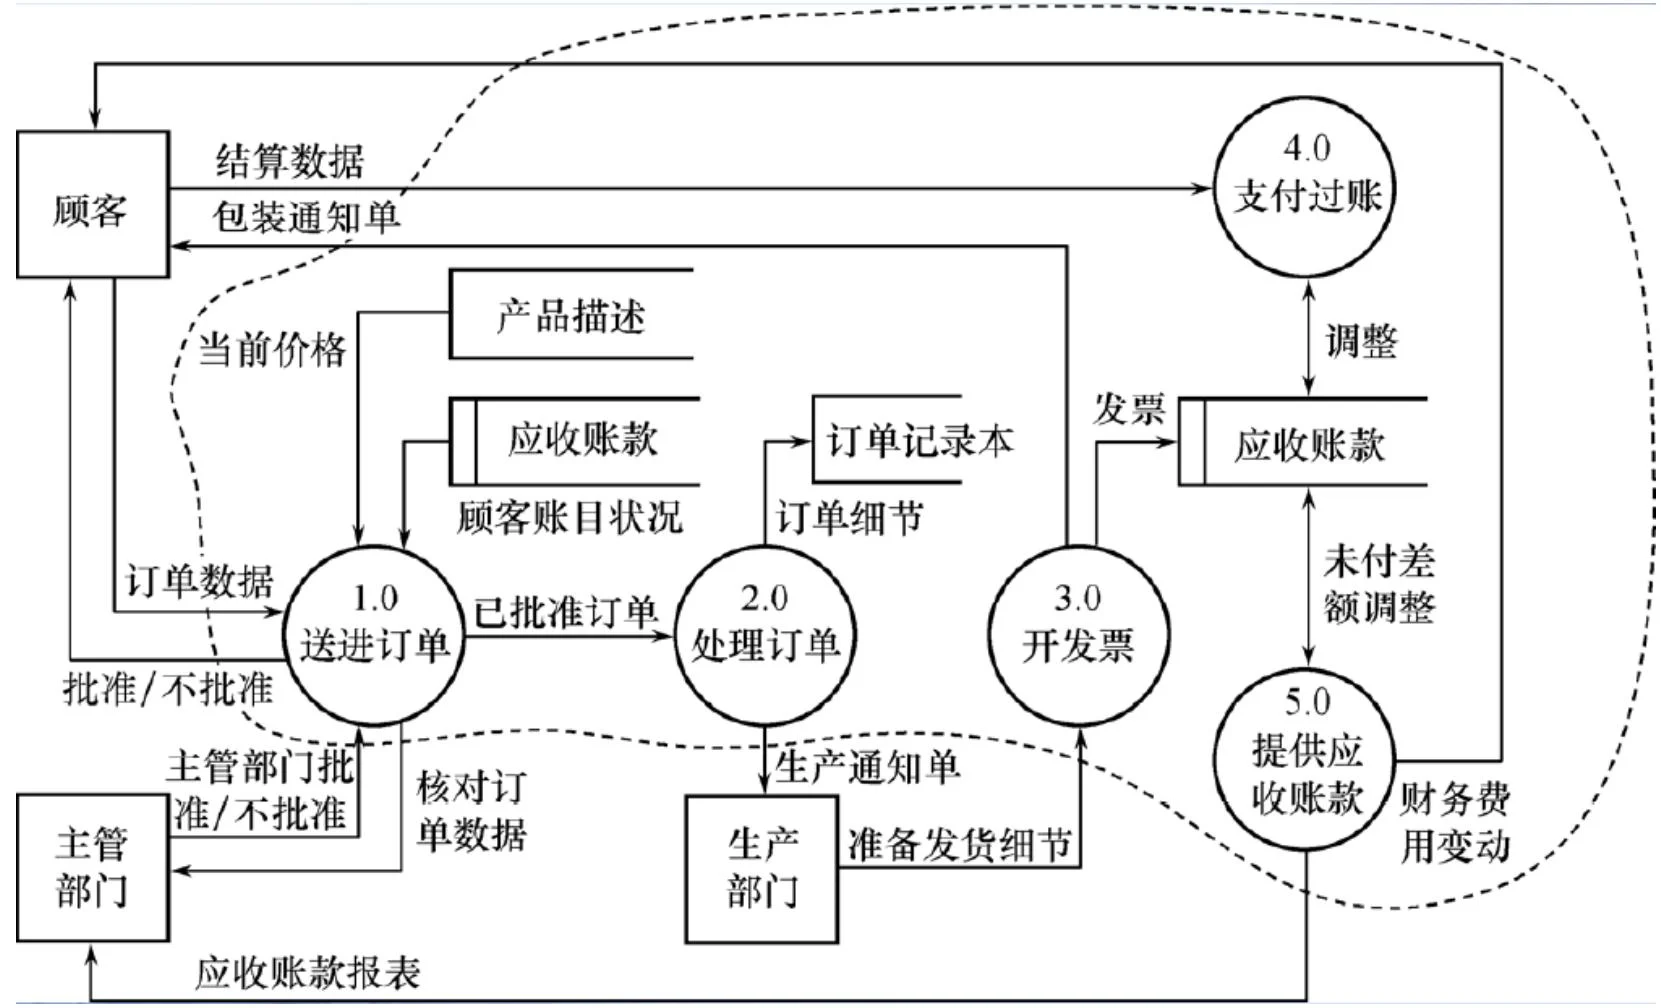 结算数据
4.0
支付过账
顾客
包装通知单
产品描述
当前价格
调整
发票
应收账款
订单记录本
应收账款
顾客账目状况
订单细节
未付差
额调整
订单数据
1.0
送进订单
已批准订单
2.0
处理订单
3.0
开发票
批准/不批准
5.0
提供应
收账款
主管部门批
准/不批准
核对订
单数据
生产通知单
财务费
用变动
主管
部门
生产
部门
准备发货细节
应收账款报表